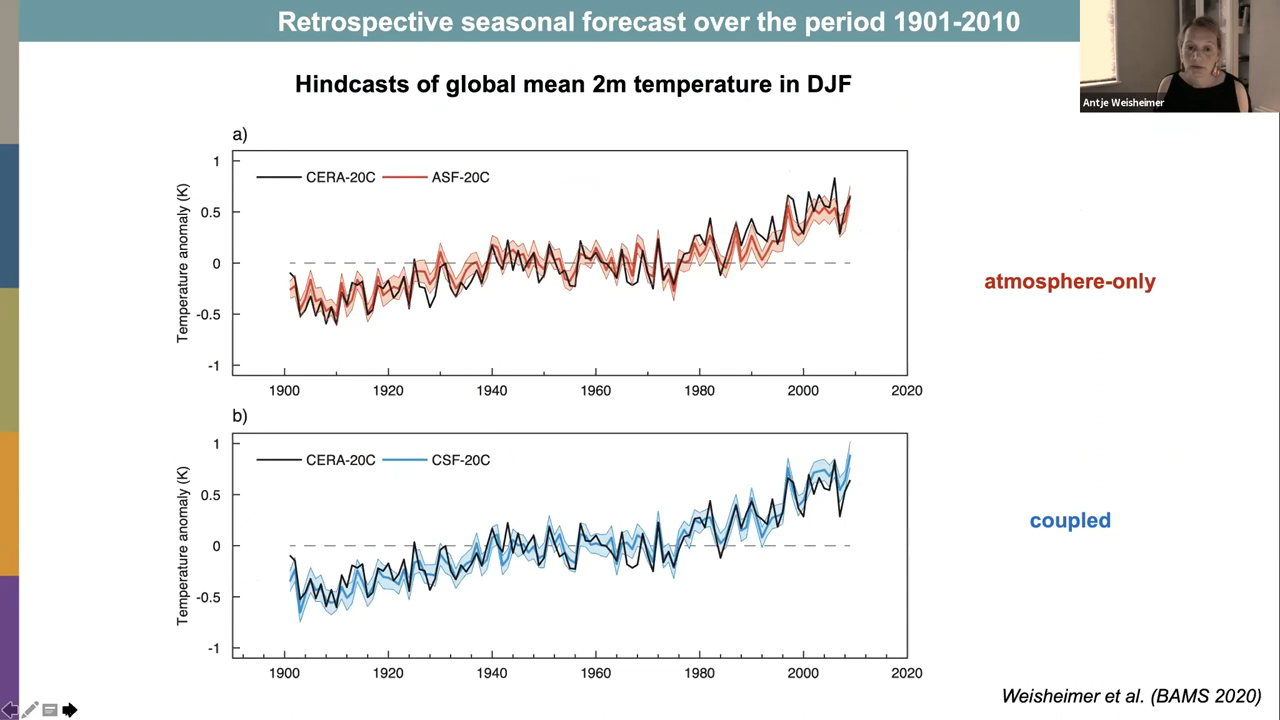 Retrospective seasonal forecast over the period 1901-2010
Antje Weisheimer
Hindcasts of global mean 2m temperature in DJF
a)
CERA-20C
ASF-20C
Temperature anomaly (K)
1
0.5
0
-0.5
-1
1900
1920
1940
1960
1980
2000
2020
atmosphere-only
b)
CERA-20C
CSF-20C
Temperature anomaly (K)
1
0.5
0
-0.5
-1
1900
1920
1940
1960
1980
2000
2020
coupled
Weisheimer et al. (BAMS 2020)